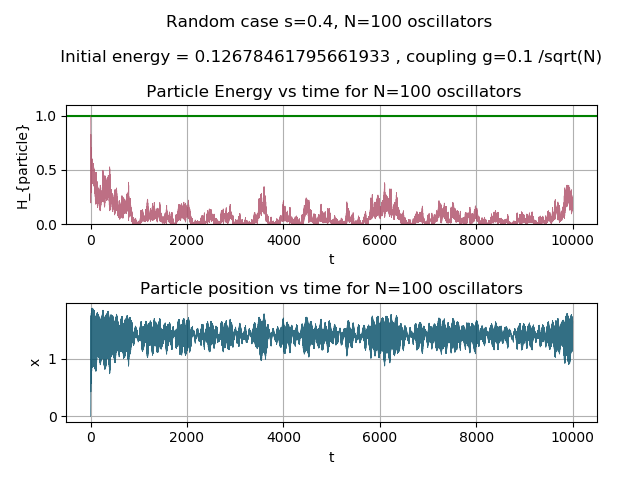 Random case s=0.4, N=100 oscillators
Initial energy = 0.12678461795661933 , coupling g=0.1 /sqrt(N)
Particle Energy vs time for N=100 oscillators
1.0
0.5
0.0
H_{particle}
0 2000 4000 6000 8000 10000
t
Particle position vs time for N=100 oscillators
1
0
x
0 2000 4000 6000 8000 10000
t